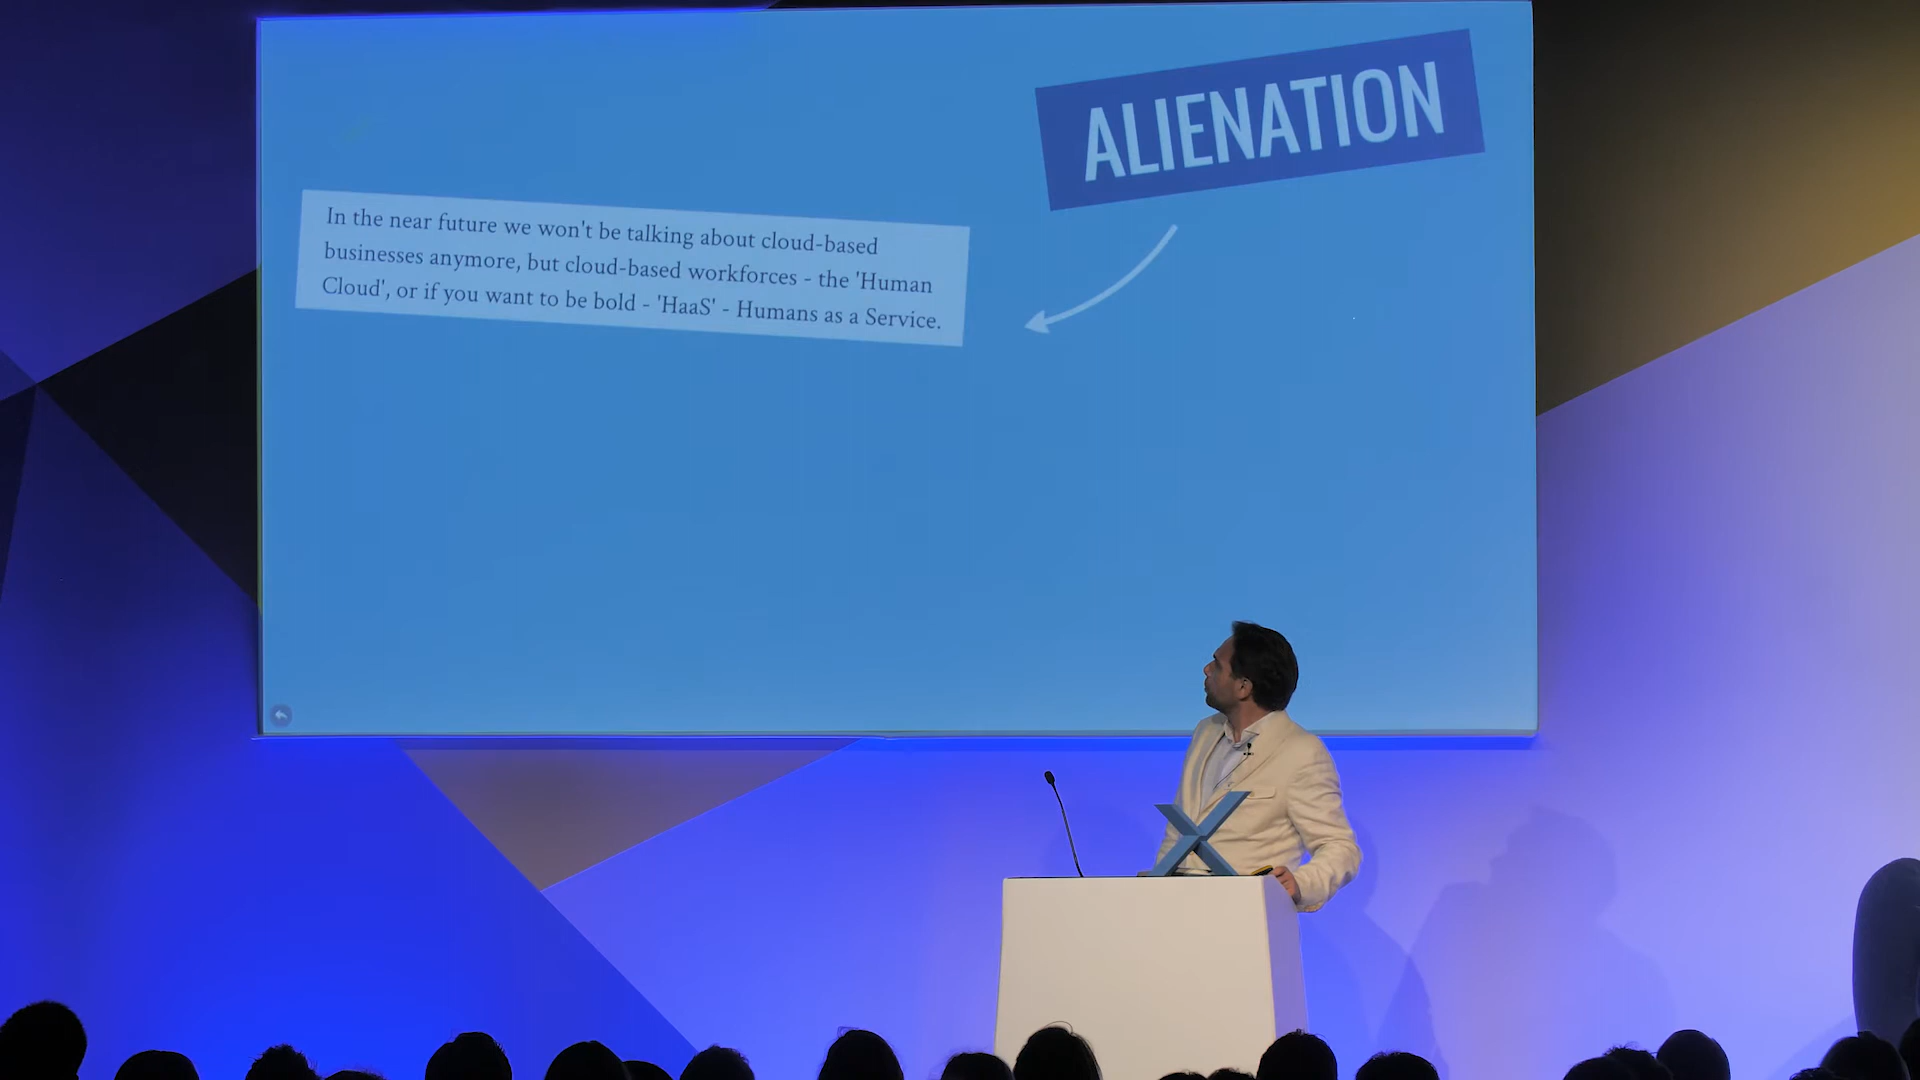 ALIENATION
In the near future we won't be talking about cloud-based
businesses anymore, but cloud-based workforces - the 'Human
Cloud', or if you want to be bold - 'HaaS' - Humans as a Service.
X